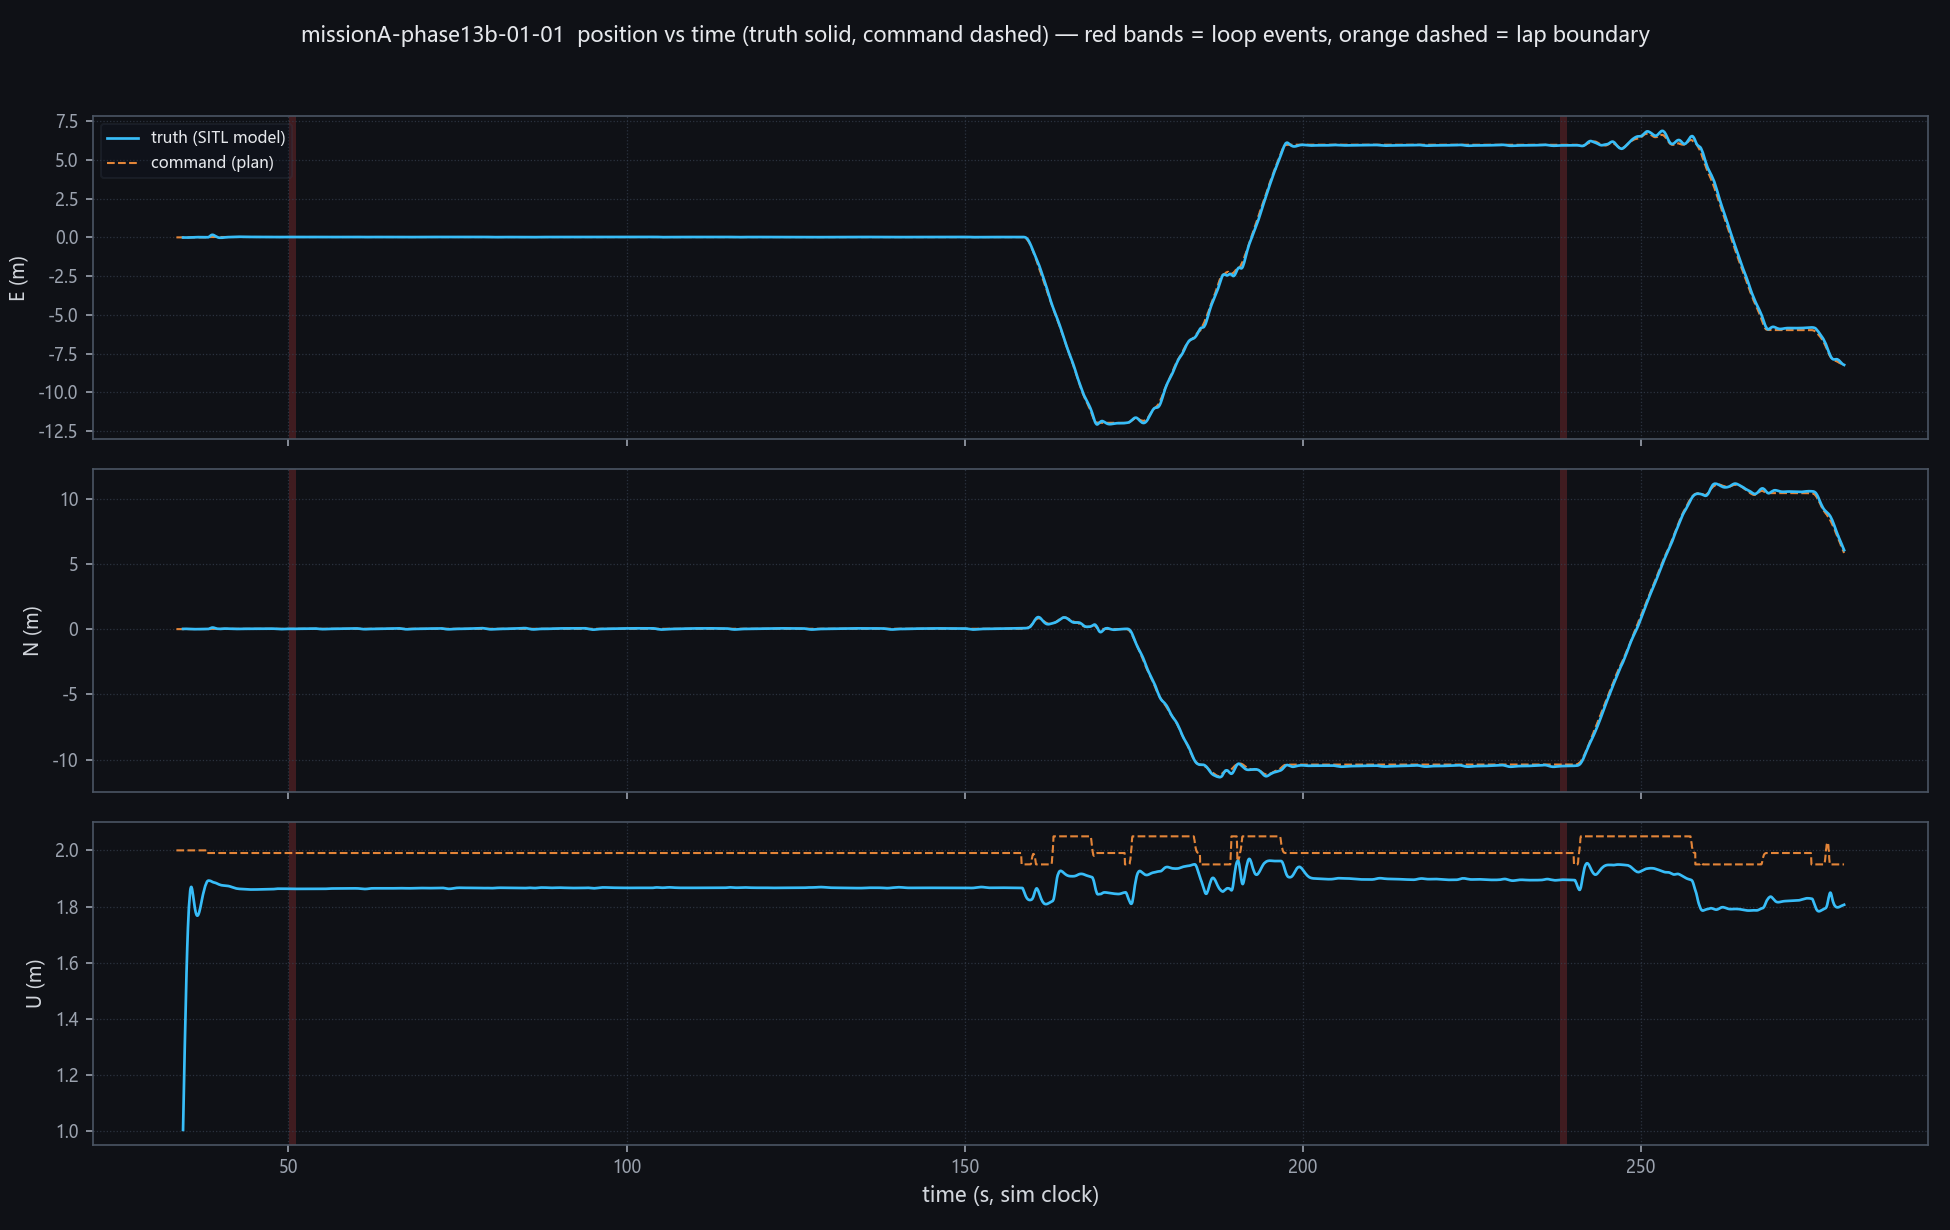 missionA-phase13b-01-01  position vs time (truth solid, command dashed) — red bands = loop events, orange dashed = lap boundary
truth (SITL model)
command (plan)
E (m)
7.5
5.0
2.5
0.0
-2.5
-5.0
-7.5
-10.0
-12.5
N (m)
10
5
0
-5
-10
U (m)
2.0
1.8
1.6
1.4
1.2
1.0
50 100 150 200 250
time (s, sim clock)